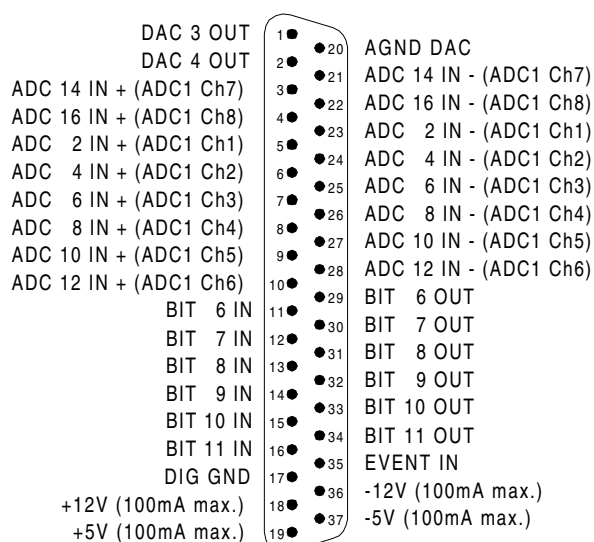 DAC 3 OUT
DAC 4 OUT
ADC 14 IN + (ADC1 Ch7)
ADC 16 IN + (ADC1 Ch8)
ADC 2 IN + (ADC1 Ch1)
ADC 4 IN + (ADC1 Ch2)
ADC 6 IN + (ADC1 Ch3)
ADC 8 IN + (ADC1 Ch4)
ADC 10 IN + (ADC1 Ch5)
ADC 12 IN + (ADC1 Ch6)
BIT 6 IN
BIT 7 IN
BIT 8 IN
BIT 9 IN
BIT 10 IN
BIT 11 IN
DIG GND
+12V (100mA max.)
+5V (100mA max.)
1
2
3
4
5
6
7
8
9
10
11
12
13
14
15
16
17
18
19
20
21
22
23
24
25
26
27
28
29
30
31
32
33
34
35
36
37
AGND DAC
ADC 14 IN - (ADC1 Ch7)
ADC 16 IN - (ADC1 Ch8)
ADC 2 IN - (ADC1 Ch1)
ADC 4 IN - (ADC1 Ch2)
ADC 6 IN - (ADC1 Ch3)
ADC 8 IN - (ADC1 Ch4)
ADC 10 IN - (ADC1 Ch5)
ADC 12 IN - (ADC1 Ch6)
BIT 6 OUT
BIT 7 OUT
BIT 8 OUT
BIT 9 OUT
BIT 10 OUT
BIT 11 OUT
EVENT IN
-12V (100mA max.)
-5V (100mA max.)